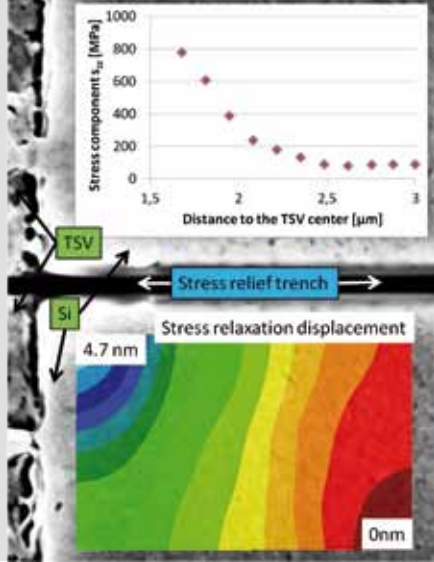 1000
800
600
400
200
0
Stress component s₂₂ [MPa]
1,5
2
2,5
3
Distance to the TSV center [µm]
TSV
Stress relief trench
Si
Stress relaxation displacement
4.7 nm
0nm